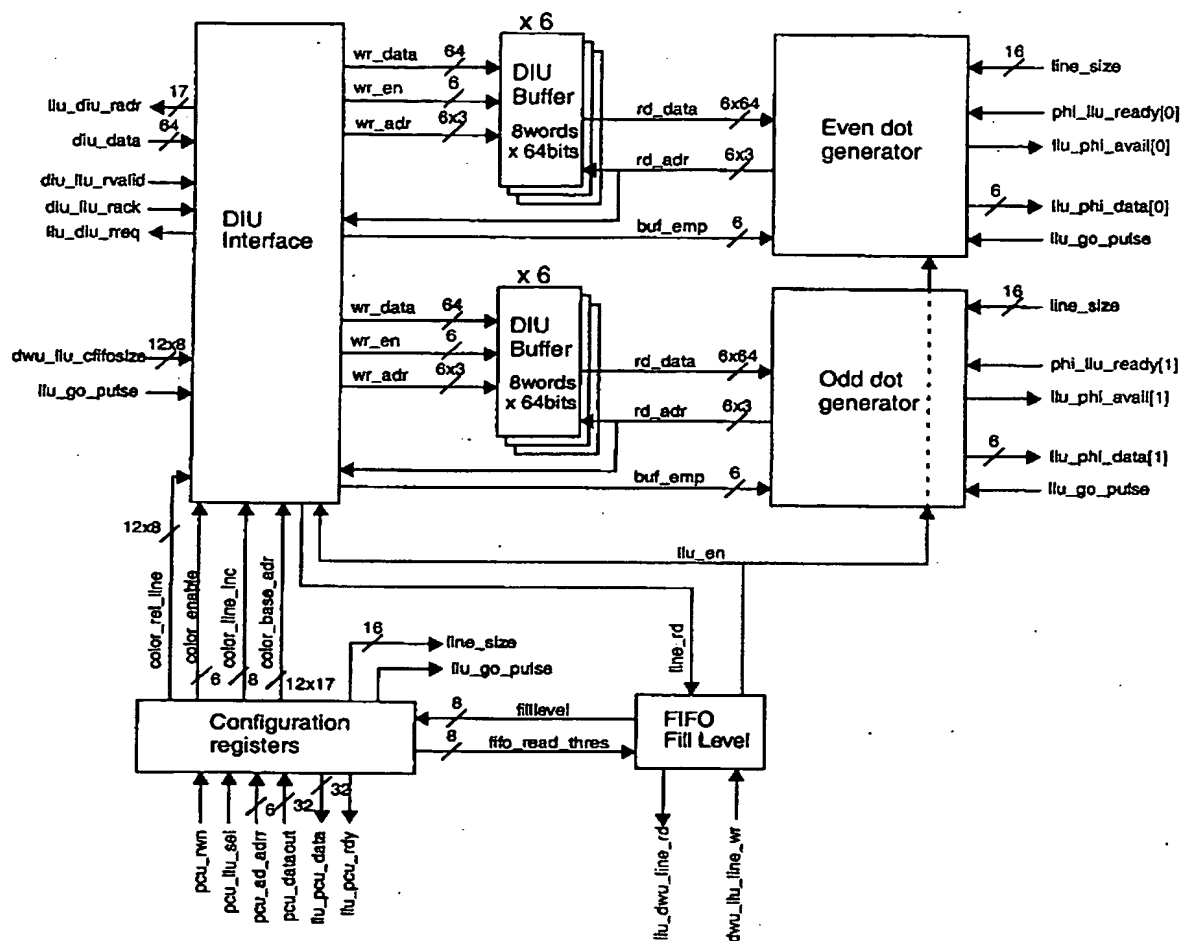 x 6
wr_data
64
wr_en
6
wr_adr
6x3
DIU
Buffer
8words
x 64bits
rd_data
6x64
rd_adr
6x3
buf_emp
6
Even dot
generator
16
line_size
phi_llu_ready[0]
llu_phi_avail[0]
6
llu_phi_data[0]
llu_go_pulse
llu_diu_radr
17
diu_data
64
diu_llu_rvalid
diu_llu_rack
llu_diu_rreq
DIU
Interface
dwu_llu_cfifosize
12x8
llu_go_pulse
x 6
wr_data
64
wr_en
6
wr_adr
6x3
DIU
Buffer
8words
x 64bits
rd_data
6x64
rd_adr
6x3
buf_emp
6
Odd dot
generator
16
line_size
phi_llu_ready[1]
llu_phi_avail[1]
6
llu_phi_data[1]
llu_go_pulse
12x8
color_rel_line
color_enable
6
color_line_inc
8
color_base_adr
12x17
llu_en
line_rd
16
line_size
llu_go_pulse
Configuration
registers
8
filllevel
8
fifo_read_thres
FIFO
Fill Level
pcu_rwn
pcu_llu_sel
pcu_ad_adrr
6
pcu_dataout
32
llu_pcu_data
32
llu_pcu_rdy
llu_dwu_line_rd
dwu_llu_line_wr